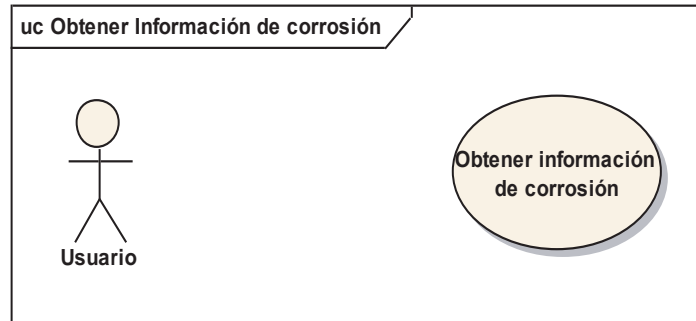 uc Obtener Información de corrosión
Usuario
Obtener información
de corrosión